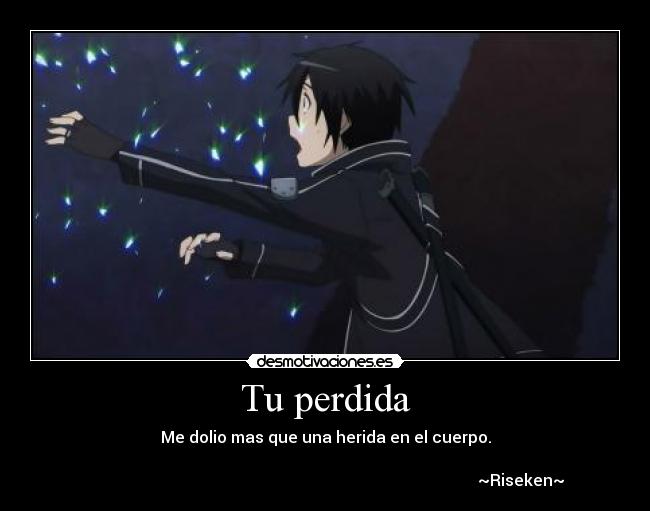 desmotivaciones.es
Tu perdida
Me dolio mas que una herida en el cuerpo.
~Riseken~